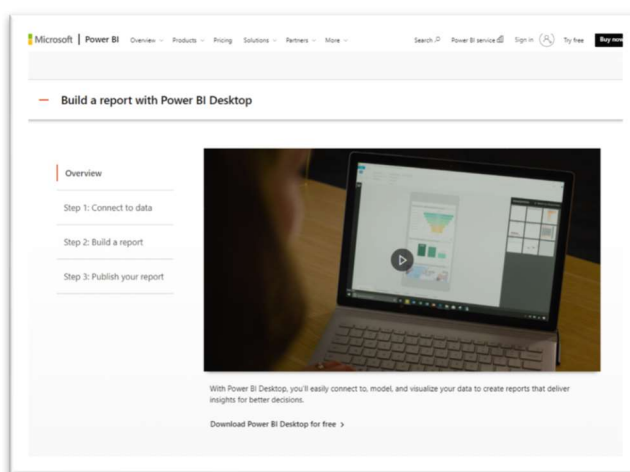 Microsoft | Power BI Overview Products Pricing Solutions Partners More Search Power BI service Sign in Try free Buy now
Build a report with Power BI Desktop
Overview
Step 1: Connect to data
Step 2: Build a report
Step 3: Publish your report
With Power BI Desktop, you'll easily connect to, model, and visualize your data to create reports that deliver
insights for better decisions.
Download Power BI Desktop for free >